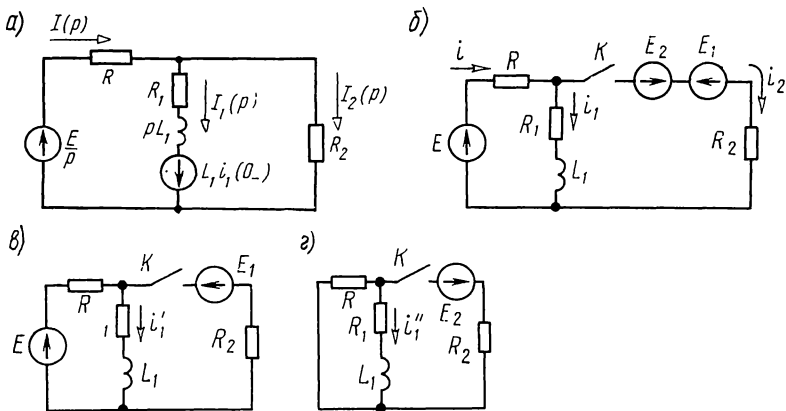 а)
I(p)
R
R₁
I₁(p)
I₂(p)
pL₁
E/p
L₁i₁(0₋)
R₂
б)
i
R
K
E₂
E₁
i₂
R₁
i₁
E
R₂
L₁
в)
K
E₁
R
₁
i₁′
E
R₂
L₁
г)
K
R
E₂
R₁
i₁″
R₂
L₁